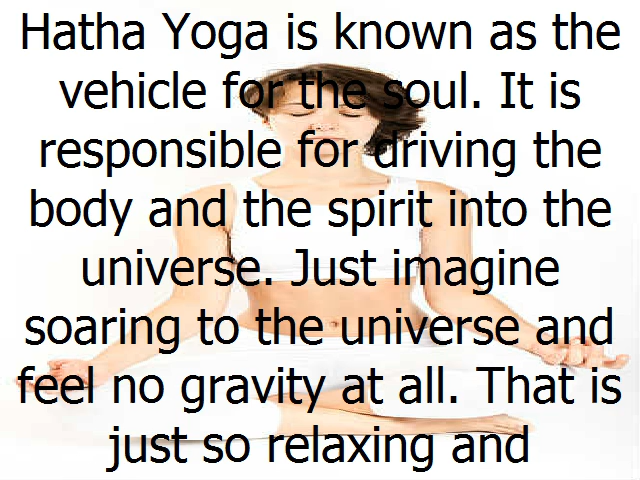 Hatha Yoga is known as the
vehicle for the soul. It is
responsible for driving the
body and the spirit into the
universe. Just imagine
soaring to the universe and
feel no gravity at all. That is
just so relaxing and